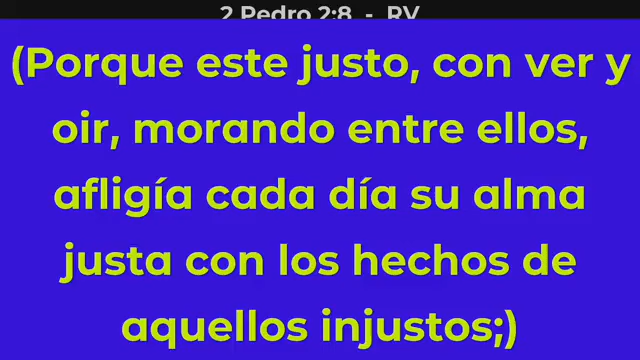 2 Pedro 2:8 - RV
(Porque este justo, con ver y
oir, morando entre ellos,
afligía cada día su alma
justa con los hechos de
aquellos injustos;)